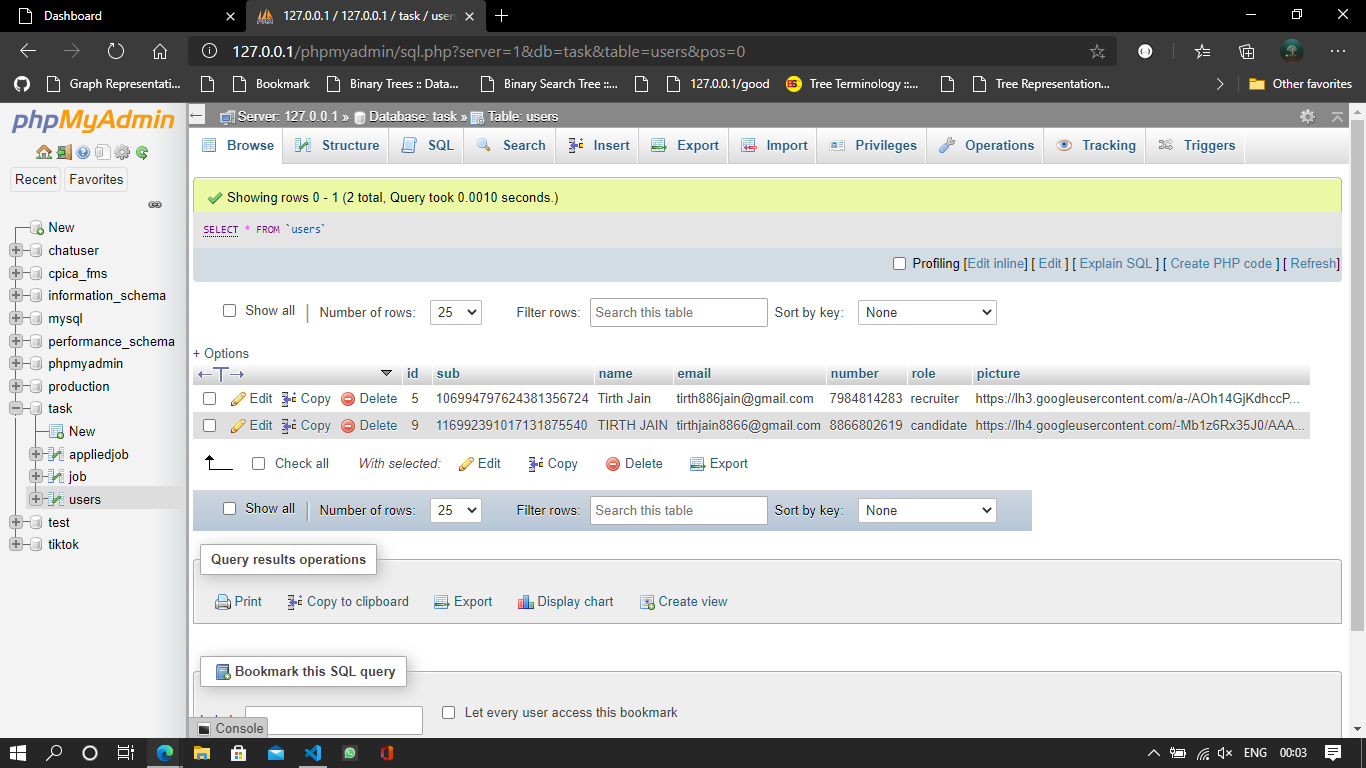 Dashboard
127.0.0.1 / 127.0.0.1 / task / users
127.0.0.1/phpmyadmin/sql.php?server=1&db=task&table=users&pos=0
Graph Representati... Bookmark Binary Trees :: Data... Binary Search Tree ::... 127.0.0.1/good Tree Terminology ::... Tree Representation... Other favorites
phpMyAdmin
Recent Favorites
New
chatuser
cpica_fms
information_schema
mysql
performance_schema
phpmyadmin
production
task
New
appliedjob
job
users
test
tiktok
Server: 127.0.0.1 » Database: task » Table: users
Browse Structure SQL Search Insert Export Import Privileges Operations Tracking Triggers
Showing rows 0 - 1 (2 total, Query took 0.0010 seconds.)
SELECT * FROM `users`
Profiling [Edit inline] [ Edit ] [ Explain SQL ] [ Create PHP code ] [ Refresh]
Show all | Number of rows: 25 Filter rows: Search this table Sort by key: None
+ Options
←T→ id sub name email number role picture
Edit Copy Delete 5 106994797624381356724 Tirth Jain tirth886jain@gmail.com 7984814283 recruiter https://lh3.googleusercontent.com/a-/AOh14GjKdhccP...
Edit Copy Delete 9 116992391017131875540 TIRTH JAIN tirthjain8866@gmail.com 8866802619 candidate https://lh4.googleusercontent.com/-Mb1z6Rx35J0/AAA...
Check all With selected: Edit Copy Delete Export
Show all | Number of rows: 25 Filter rows: Search this table Sort by key: None
Query results operations
Print Copy to clipboard Export Display chart Create view
Bookmark this SQL query
Let every user access this bookmark
Console
ENG 00:03